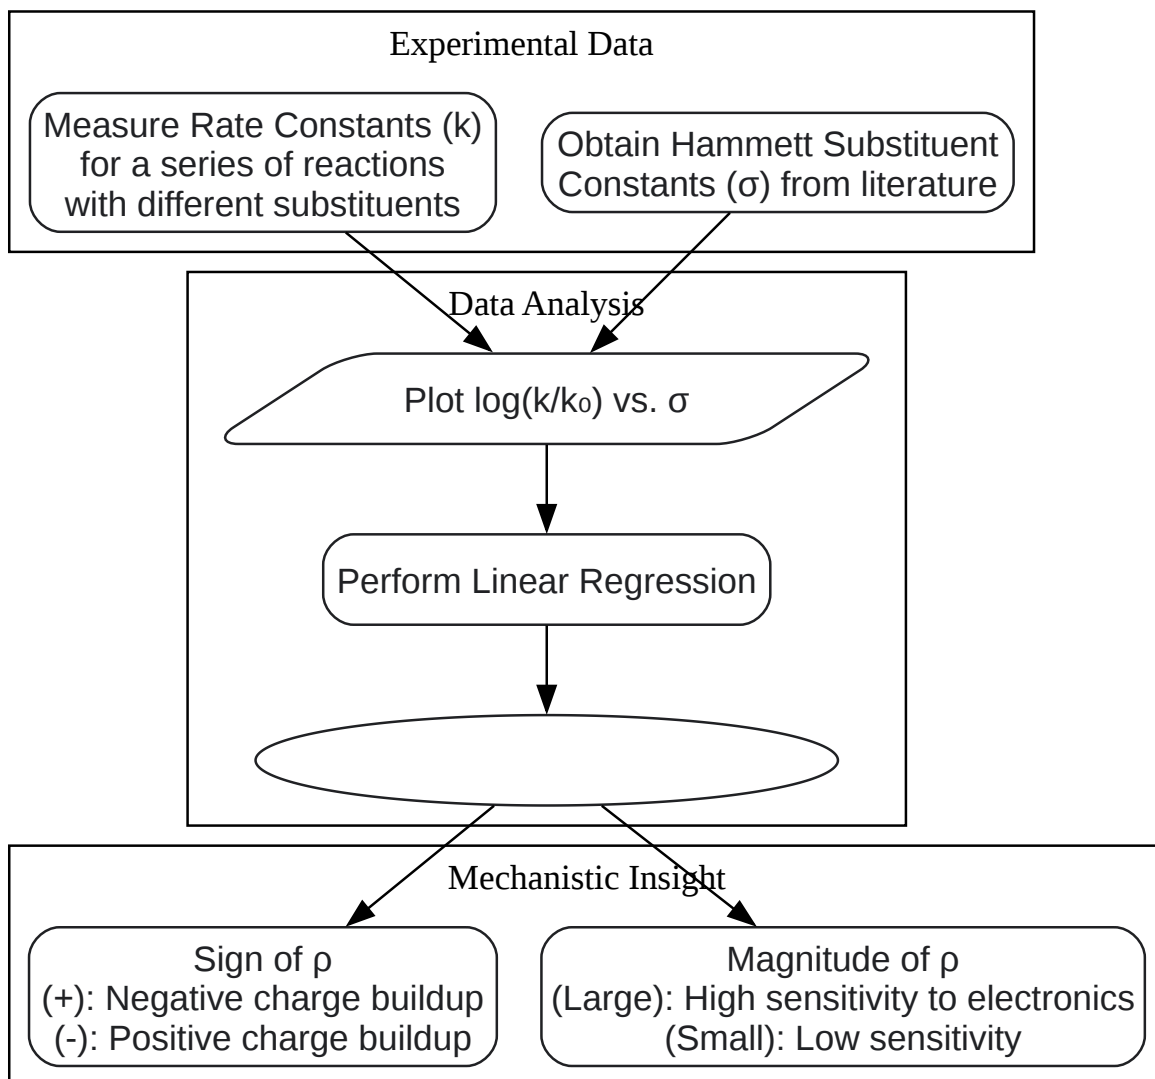 Experimental Data
Measure Rate Constants (k)
for a series of reactions
with different substituents
Obtain Hammett Substituent
Constants (σ) from literature
Data Analysis
Plot log(k/k₀) vs. σ
Perform Linear Regression
Mechanistic Insight
Sign of ρ
(+): Negative charge buildup
(-): Positive charge buildup
Magnitude of ρ
(Large): High sensitivity to electronics
(Small): Low sensitivity